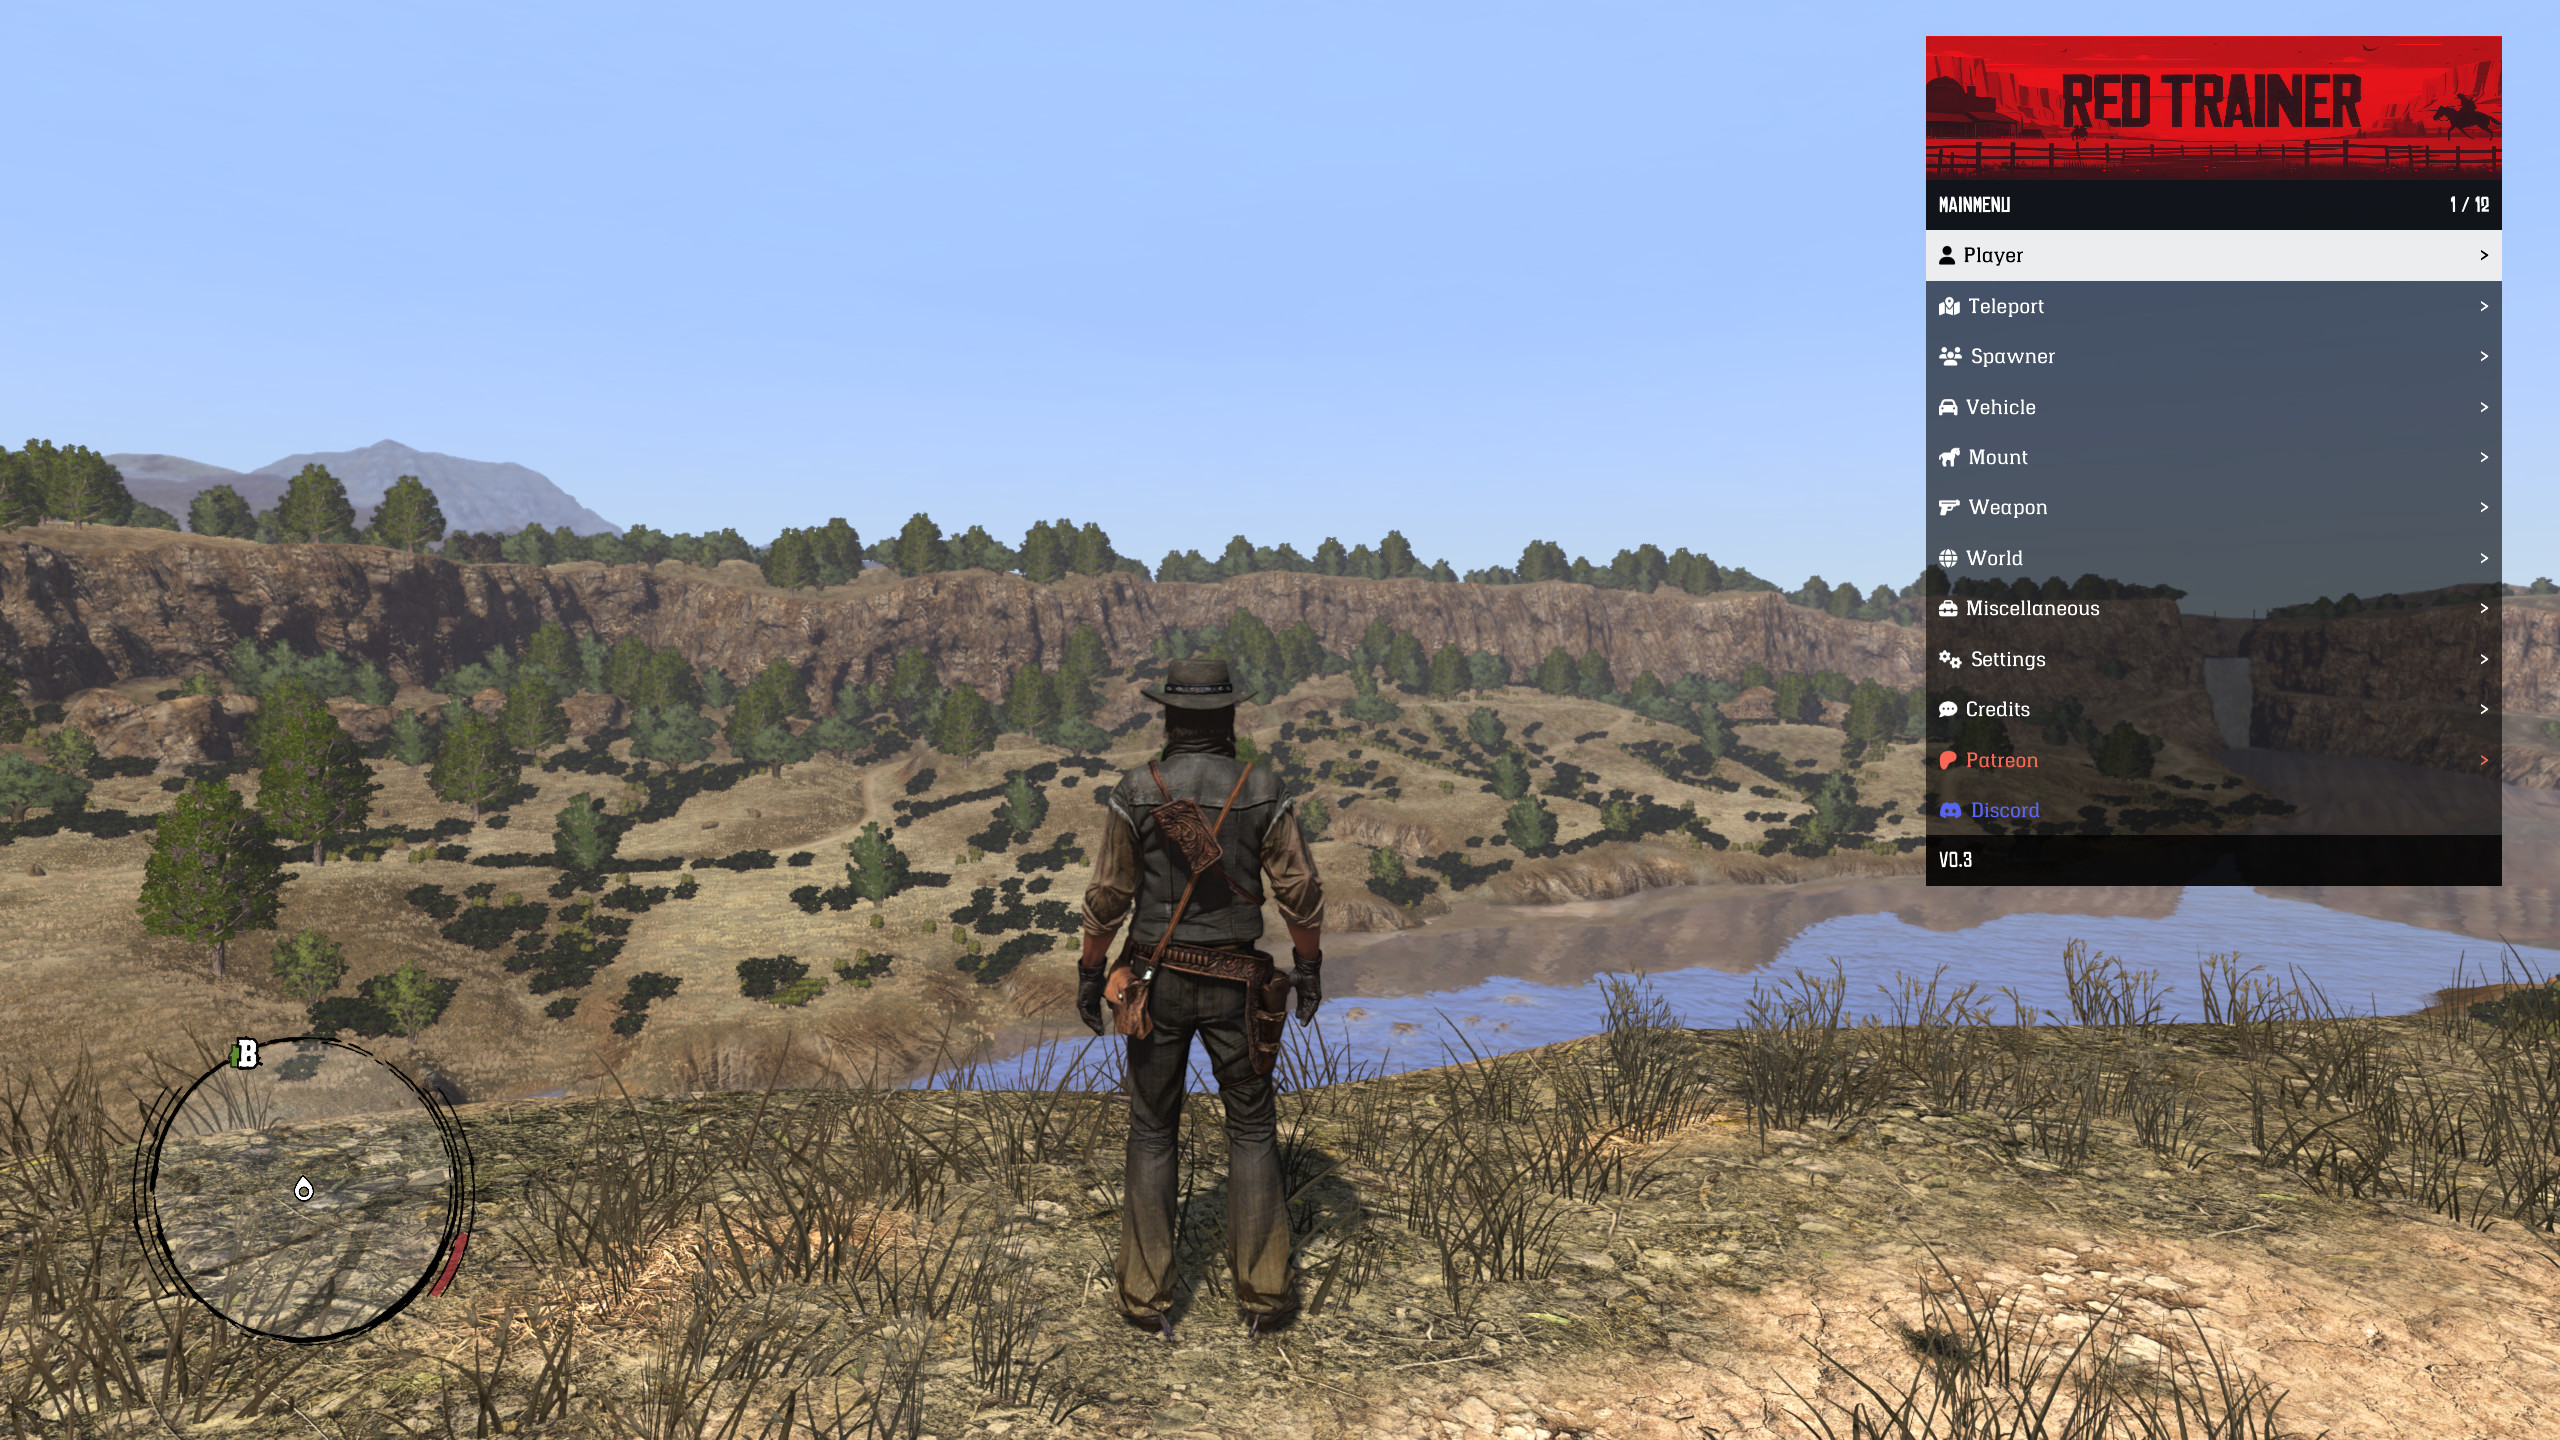 RED TRAINER
MAINMENU 1 / 12
Player >
Teleport >
Spawner >
Vehicle >
Mount >
Weapon >
World >
Miscellaneous >
Settings >
Credits >
Patreon >
Discord
V0.3
B